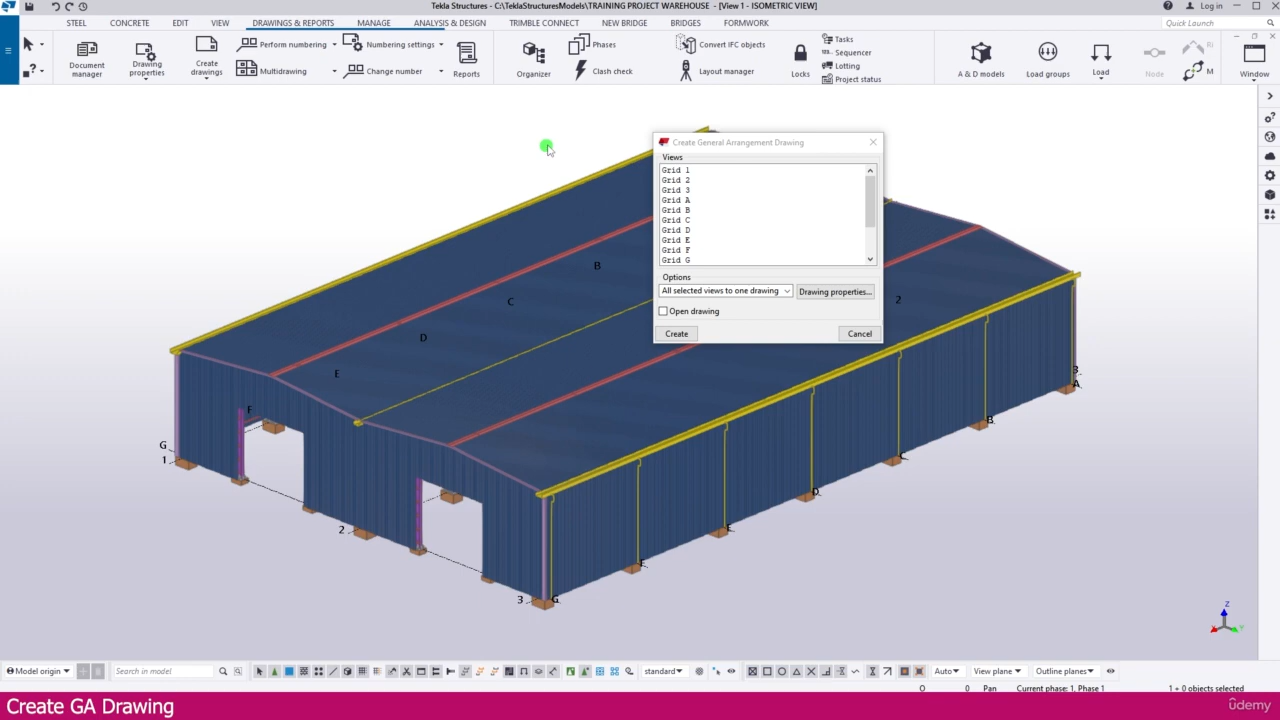 Tekla Structures - C:\TeklaStructuresModels\TRAINING PROJECT WAREHOUSE - [View 1 - ISOMETRIC VIEW]
Log in
STEEL CONCRETE EDIT VIEW DRAWINGS & REPORTS MANAGE ANALYSIS & DESIGN TRIMBLE CONNECT NEW BRIDGE BRIDGES FORMWORK
Quick Launch
Document manager
Drawing properties
Create drawings
Perform numbering
Multidrawing
Numbering settings
Change number
Reports
Organizer
Phases
Clash check
Convert IFC objects
Layout manager
Locks
Tasks
Sequencer
Lotting
Project status
A & D models
Load groups
Load
Node
M
Window
Create General Arrangement Drawing
Views
Grid 1
Grid 2
Grid 3
Grid A
Grid B
Grid C
Grid D
Grid E
Grid F
Grid G
Options
All selected views to one drawing
Drawing properties...
Open drawing
Create
Cancel
B
C
D
E
F
G
1
2
2
3
G
F
E
D
C
B
3
A
Z
Model origin
Search in model
standard
Auto
View plane
Outline planes
O
0
Pan
Current phase: 1, Phase 1
1 + 0 objects selected
Create GA Drawing
ûdemy